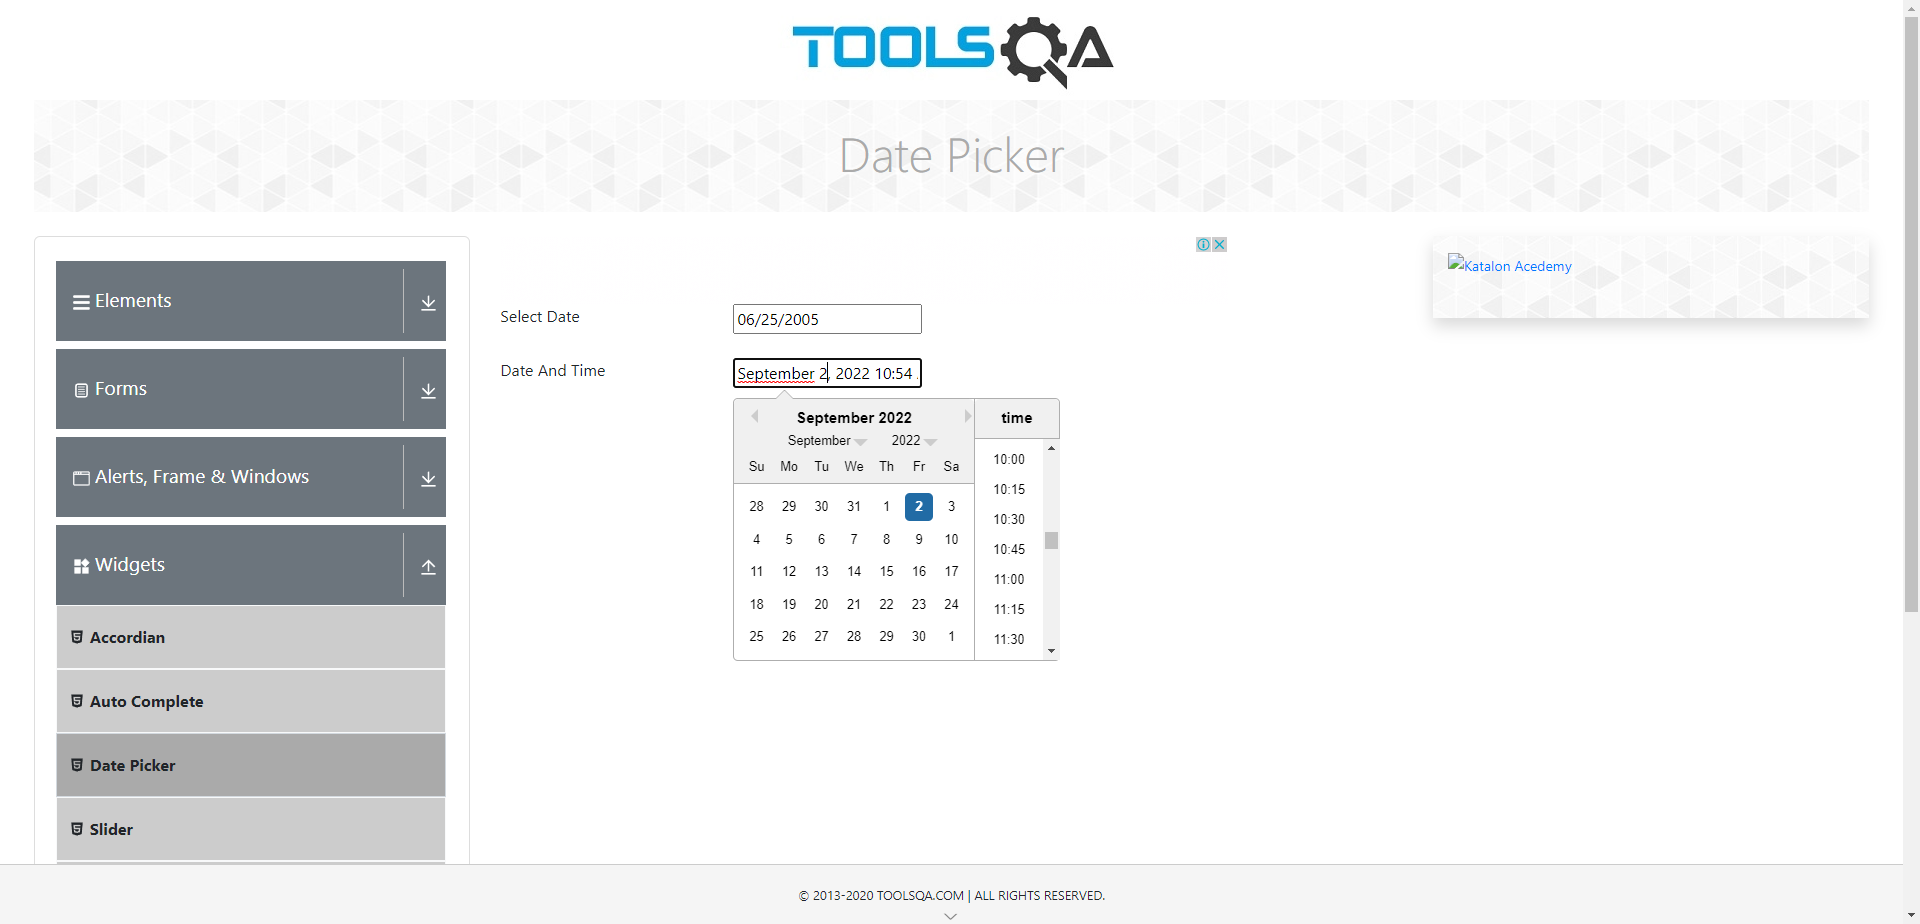 TOOLSQA
Date Picker
Elements
Forms
Alerts, Frame & Windows
Widgets
Accordian
Auto Complete
Date Picker
Slider
Select Date
06/25/2005
Date And Time
September 2, 2022 10:54
September 2022
September 2022
Su Mo Tu We Th Fr Sa
28 29 30 31 1 2 3
4 5 6 7 8 9 10
11 12 13 14 15 16 17
18 19 20 21 22 23 24
25 26 27 28 29 30 1
time
10:00
10:15
10:30
10:45
11:00
11:15
11:30
Katalon Acedemy
© 2013-2020 TOOLSQA.COM | ALL RIGHTS RESERVED.